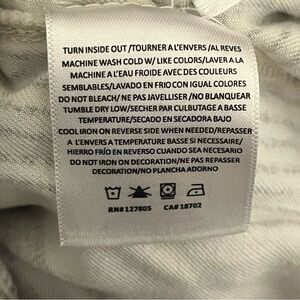 TURN INSIDE OUT /TOURNER A L'ENVERS /AL REVES
MACHINE WASH COLD W/ LIKE COLORS/LAVER A LA
MACHINE A L'EAU FROIDE AVEC DES COULEURS
SEMBLABLES/LAVADO EN FRIO CON IGUAL COLORES
DO NOT BLEACH/ NE PAS JAVELLISER /NO BLANQUEAR
TUMBLE DRY LOW/ SECHER PAR CULBUTAGE A BASSE
TEMPERATURE/SECADO EN SECADORA BAJO
COOL IRON ON REVERSE SIDE WHEN NEEDED/REPASSER
A L'ENVERS A TEMPERATURE BASSE SI NECESSAIRE/
HIERRO FRÍO EN REVERSO CUANDO SEA NECESARIO
DO NOT IRON ON DECORATION/NE PAS REPASSER
DECORATION/NO PLANCHA ADORNO
RN#127805 CA#18702